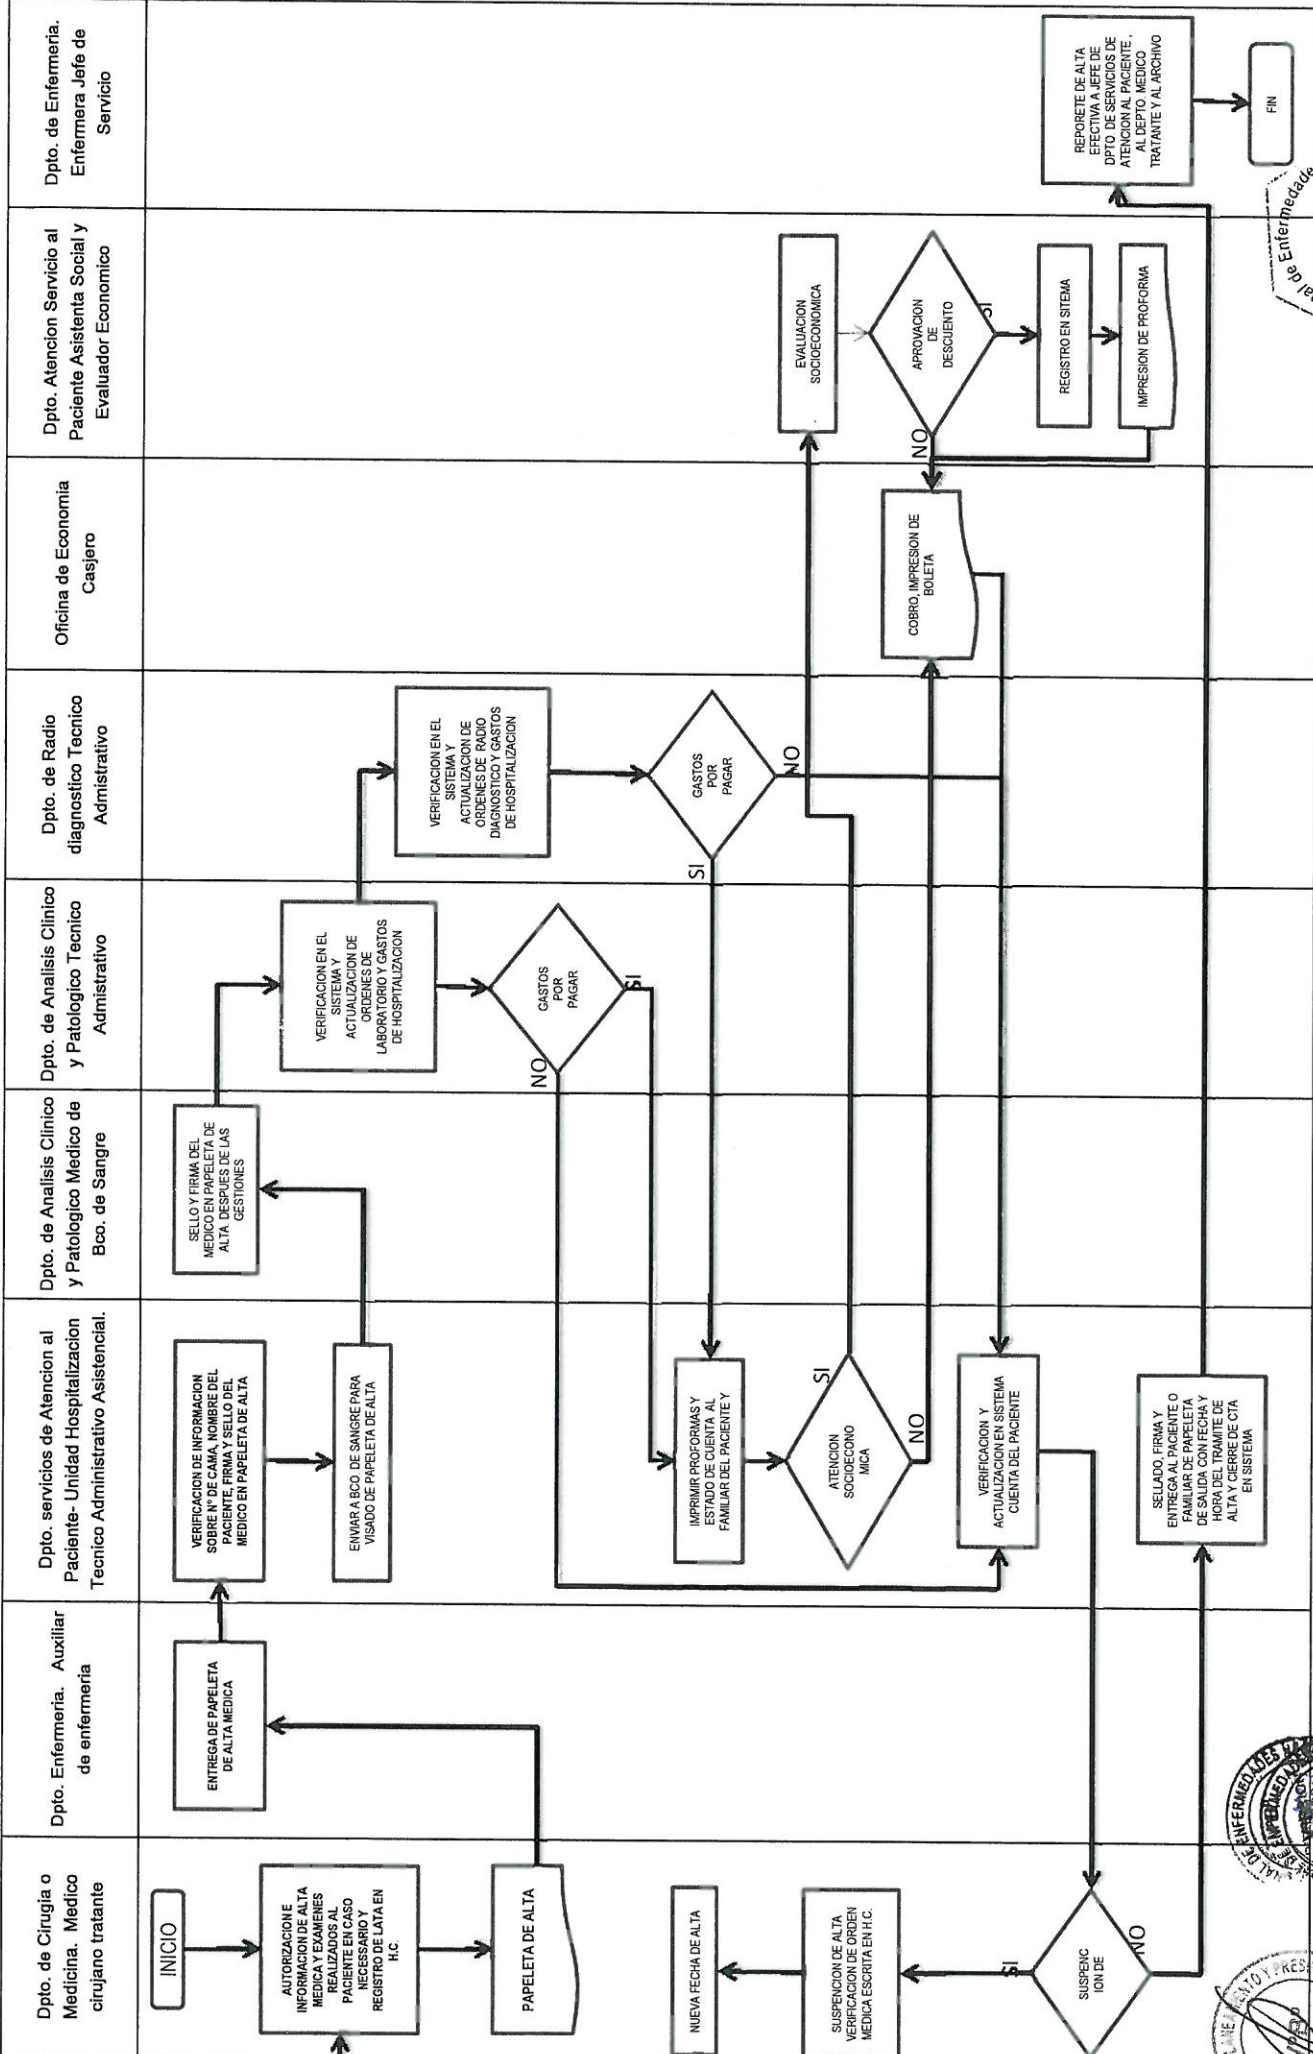 Dpto. de Cirugia o
Medicina. Medico
cirujano tratante
Dpto. Enfermeria. Auxiliar
de enfermeria
Dpto. servicios de Atencion al
Paciente- Unidad Hospitalizacion
Tecnico Administrativo Asistencial.
Dpto. de Analisis Clinico
y Patologico Medico de
Bco. de Sangre
Dpto. de Analisis Clinico
y Patologico Tecnico
Admistrativo
Dpto. de Radio
diagnostico Tecnico
Admistrativo
Oficina de Economia
Casjero
Dpto. Atencion Servicio al
Paciente Asistenta Social y
Evaluador Economico
Dpto. de Enfermeria.
Enfermera Jefe de
Servicio
INICIO
AUTORIZACION E
INFORMACION DE ALTA
MEDICA Y EXAMENES
REALIZADOS AL
PACIENTE EN CASO
NECESARIO Y
REGISTRO DE LATA EN
H.C.
PAPELETA DE ALTA
ENTREGA DE PAPELETA
DE ALTA MEDICA
VERIFICACION DE INFORMACION
SOBRE N° DE CAMA, NOMBRE DEL
PACIENTE, FIRMA Y SELLO DEL
MEDICO EN PAPELETA DE ALTA
ENVIAR A BCO. DE SANGRE PARA
VISADO DE PAPELETA DE ALTA
SELLO Y FIRMA DEL
MEDICO EN PAPELETA DE
ALTA DESPUES DE LAS
GESTIONES
VERIFICACION EN EL
SISTEMA Y
ACTUALIZACION DE
ORDENES DE
LABORATORIO Y GASTOS
DE HOSPITALIZACION
GASTOS
POR
PAGAR
NO
SI
VERIFICACION EN EL
SISTEMA Y
ACTUALIZACION DE
ORDENES DE RADIO
DIAGNOSTICO Y GASTOS
DE HOSPITALIZACION
GASTOS
POR
PAGAR
SI
NO
IMPRIMIR PROFORMAS Y
ESTADO DE CUENTA AL
FAMILIAR DEL PACIENTE Y
ATENCION
SOCIOECONO
MICA
SI
NO
EVALUACION
SOCIOECONOMICA
APROVACION
DE
DESCUENTO
NO
SI
REGISTRO EN SITEMA
IMPRESION DE PROFORMA
COBRO, IMPRESION DE
BOLETA
VERIFICACION Y
ACTUALIZACION EN SISTEMA
CUENTA DEL PACIENTE
SUSPENC
ION DE
SI
NO
SUSPENCION DE ALTA
VERIFICACION DE ORDEN
MEDICA ESCRITA EN H.C.
NUEVA FECHA DE ALTA
SELLADO, FIRMA Y
ENTREGA AL PACIENTE O
FAMILIAR DE PAPELETA
DE SALIDA CON FECHA Y
HORA DEL TRAMITE DE
ALTA Y CIERRE DE CTA
EN SISTEMA
REPORETE DE ALTA
EFECTIVA A JEFE DE
DPTO. DE SERVICIOS DE
ATENCION AL PACIENTE ,
AL DEPTO. MEDICO
TRATANTE Y AL ARCHIVO
FIN
de Enfermedade
DE ENFERMEDADES